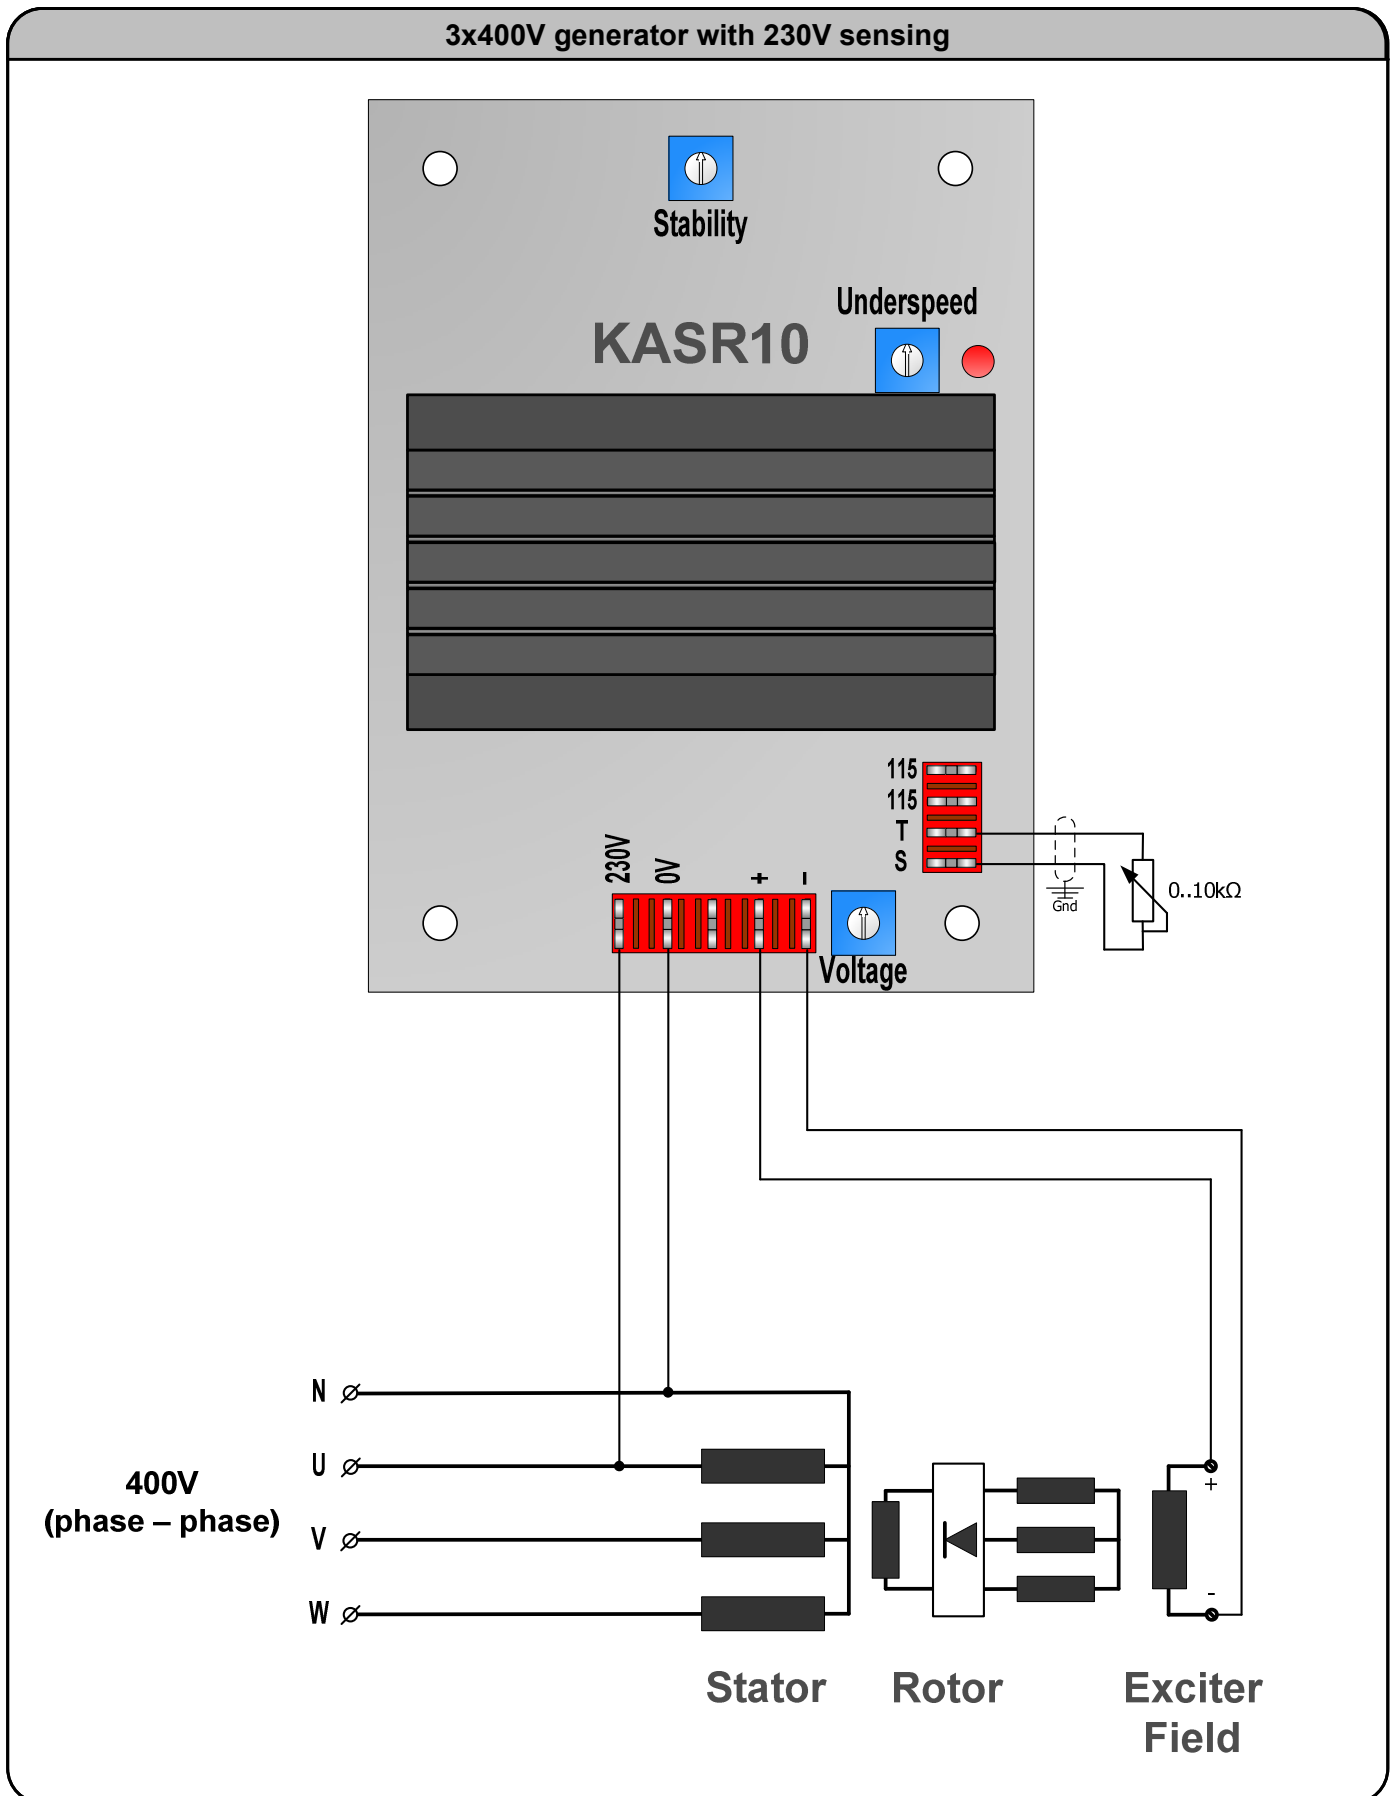 3x400V generator with 230V sensing
Stability
Underspeed
KASR10
115
115
T
S
230V
0V
+
-
Voltage
Gnd
0..10kΩ
N
U
V
W
400V
(phase – phase)
+
-
Stator
Rotor
Exciter
Field